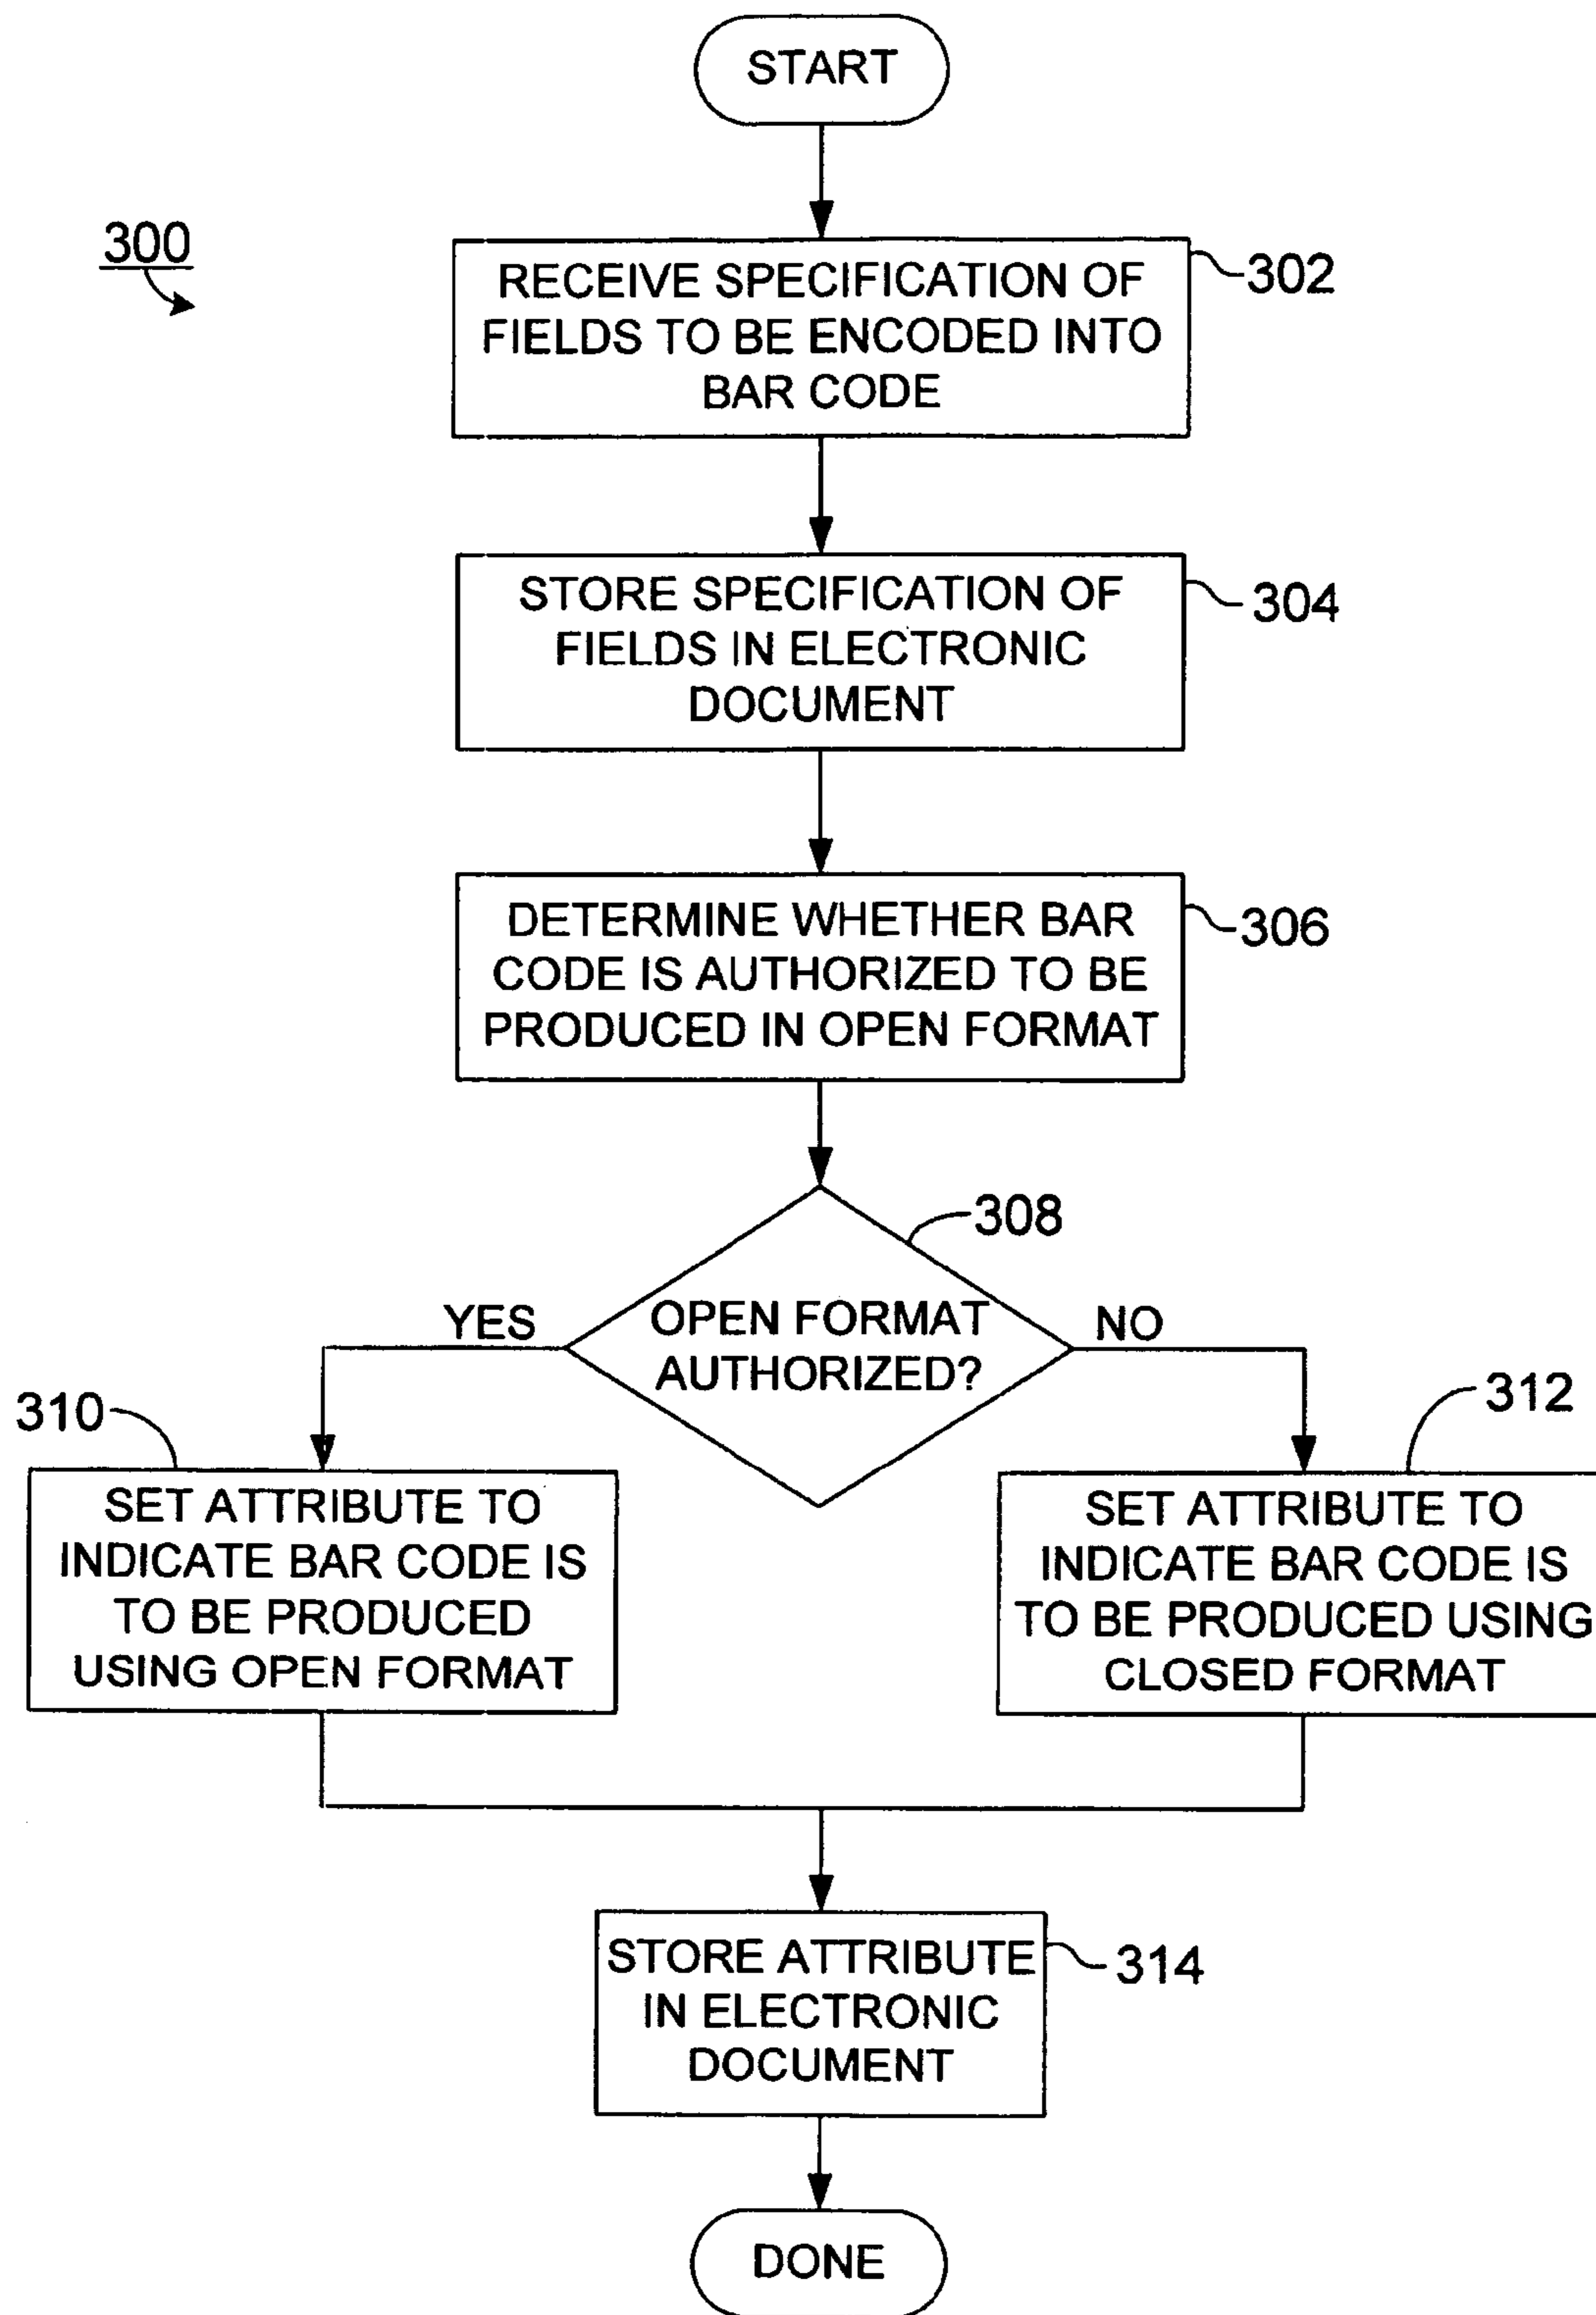 START
300
RECEIVE SPECIFICATION OF
FIELDS TO BE ENCODED INTO
BAR CODE
302
STORE SPECIFICATION OF
FIELDS IN ELECTRONIC
DOCUMENT
304
DETERMINE WHETHER BAR
CODE IS AUTHORIZED TO BE
PRODUCED IN OPEN FORMAT
306
308
OPEN FORMAT
AUTHORIZED?
YES
NO
310
SET ATTRIBUTE TO
INDICATE BAR CODE IS
TO BE PRODUCED
USING OPEN FORMAT
312
SET ATTRIBUTE TO
INDICATE BAR CODE IS
TO BE PRODUCED USING
CLOSED FORMAT
STORE ATTRIBUTE
IN ELECTRONIC
DOCUMENT
314
DONE